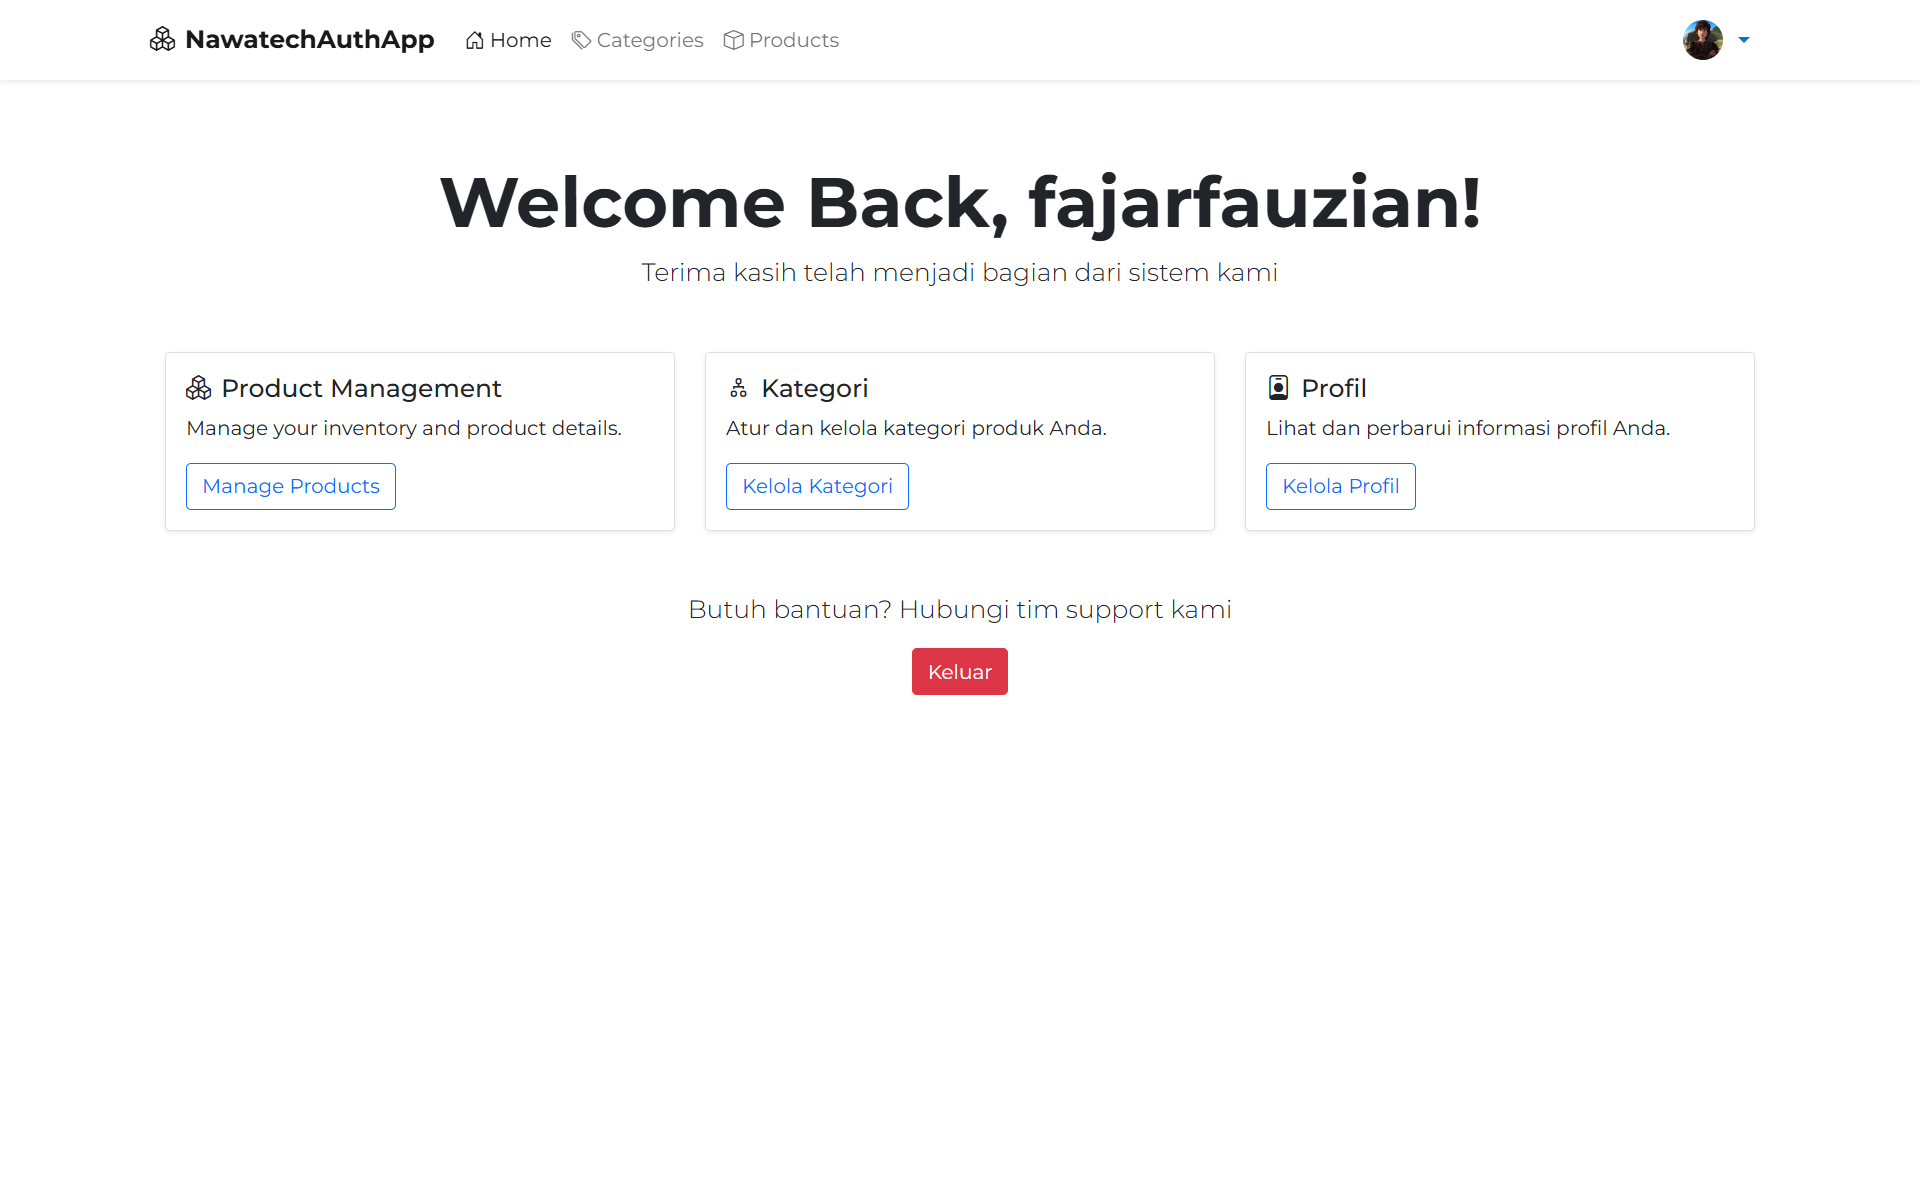 NawatechAuthApp Home Categories Products
Welcome Back, fajarfauzian!
Terima kasih telah menjadi bagian dari sistem kami
Product Management
Manage your inventory and product details.
Manage Products
Kategori
Atur dan kelola kategori produk Anda.
Kelola Kategori
Profil
Lihat dan perbarui informasi profil Anda.
Kelola Profil
Butuh bantuan? Hubungi tim support kami
Keluar